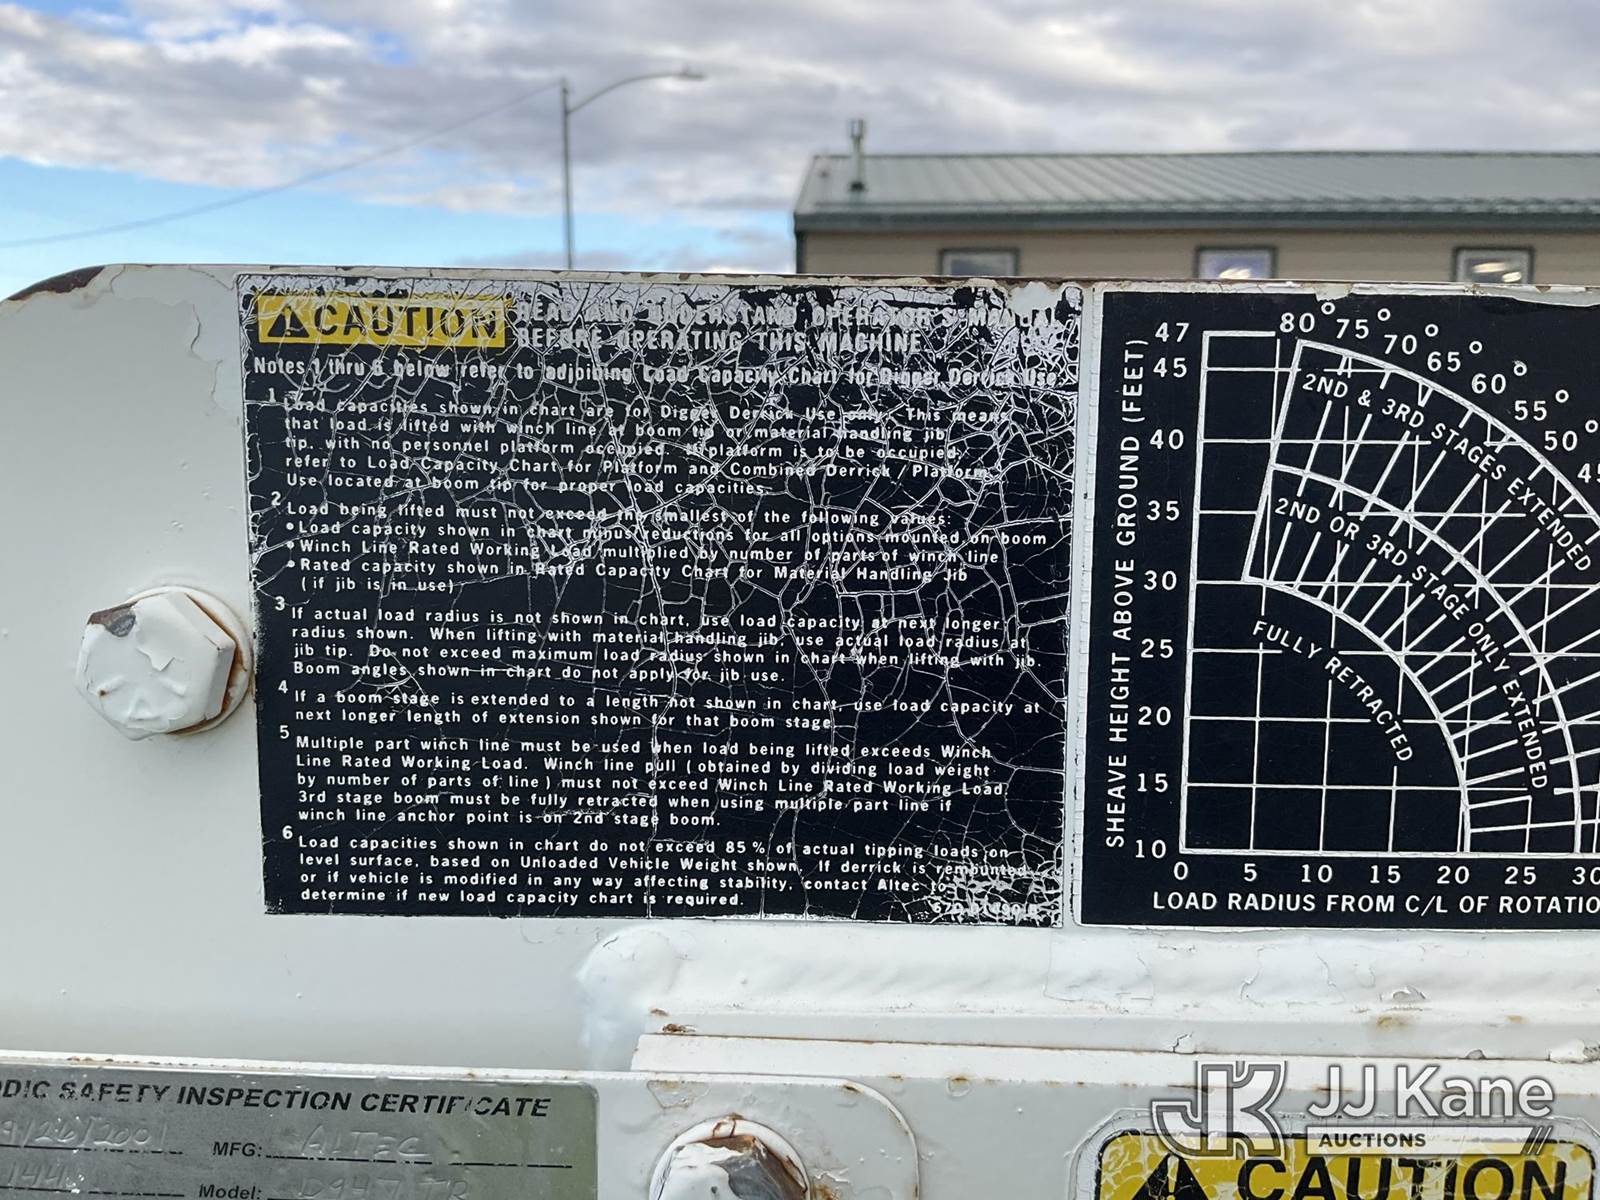 CAUTION
READ AND UNDERSTAND OPERATOR'S MANUAL
BEFORE OPERATING THIS MACHINE
Notes 1 thru 6 below refer to adjoining Load Capacity Chart for Digger Derrick Use.
1 Load capacities shown in chart are for Digger Derrick Use only. This means
that load is lifted with winch line at boom tip or material handling jib
tip, with no personnel platform occupied. If platform is to be occupied,
refer to Load Capacity Chart for Platform and Combined Derrick / Platform
Use located at boom tip for proper load capacities.
2 Load being lifted must not exceed the smallest of the following values:
• Load capacity shown in chart minus reductions for all options mounted on boom
• Winch Line Rated Working Load multiplied by number of parts of winch line
• Rated capacity shown in Rated Capacity Chart for Material Handling Jib
(if jib is in use)
3 If actual load radius is not shown in chart, use load capacity at next longer
radius shown. When lifting with material handling jib, use actual load radius at
jib tip. Do not exceed maximum load radius shown in chart when lifting with jib.
Boom angles shown in chart do not apply for jib use.
4 If a boom stage is extended to a length not shown in chart, use load capacity at
next longer length of extension shown for that boom stage.
5 Multiple part winch line must be used when load being lifted exceeds Winch
Line Rated Working Load. Winch line pull (obtained by dividing load weight
by number of parts of line) must not exceed Winch Line Rated Working Load.
3rd stage boom must be fully retracted when using multiple part line if
winch line anchor point is on 2nd stage boom.
6 Load capacities shown in chart do not exceed 85% of actual tipping loads on
level surface, based on Unloaded Vehicle Weight shown. If derrick is remounted
or if vehicle is modified in any way affecting stability, contact Altec to
determine if new load capacity chart is required.
SHEAVE HEIGHT ABOVE GROUND (FEET)
47
45
40
35
30
25
20
15
10
80° 75° 70° 65° 60° 55° 50° 45
2ND & 3RD STAGES EXTENDED
2ND OR 3RD STAGE ONLY EXTENDED
FULLY RETRACTED
0 5 10 15 20 25 30
LOAD RADIUS FROM C/L OF ROTATIO
ODIC SAFETY INSPECTION CERTIFICATE
9/26/2001 MFG: ALTEC
Model: D947 TR
CAUTION
JJ Kane
AUCTIONS